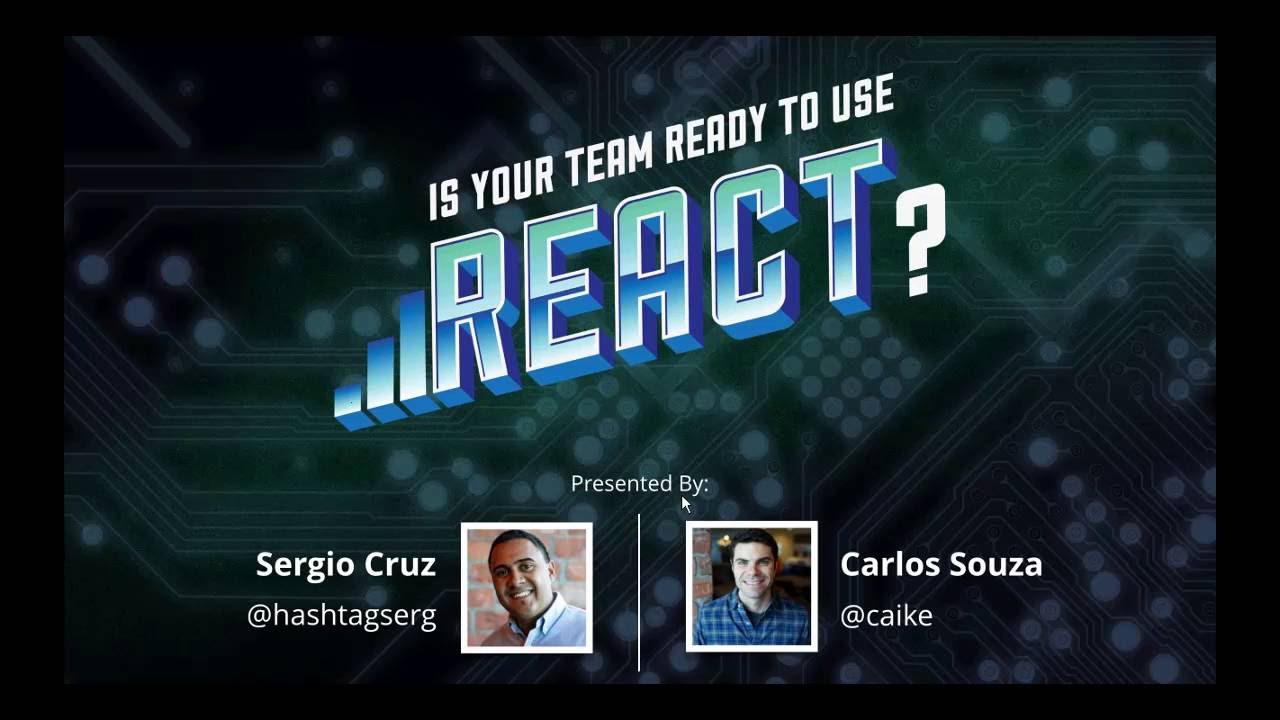 IS YOUR TEAM READY TO USE
REACT?
Presented By:
Sergio Cruz
@hashtagserg
Carlos Souza
@caike